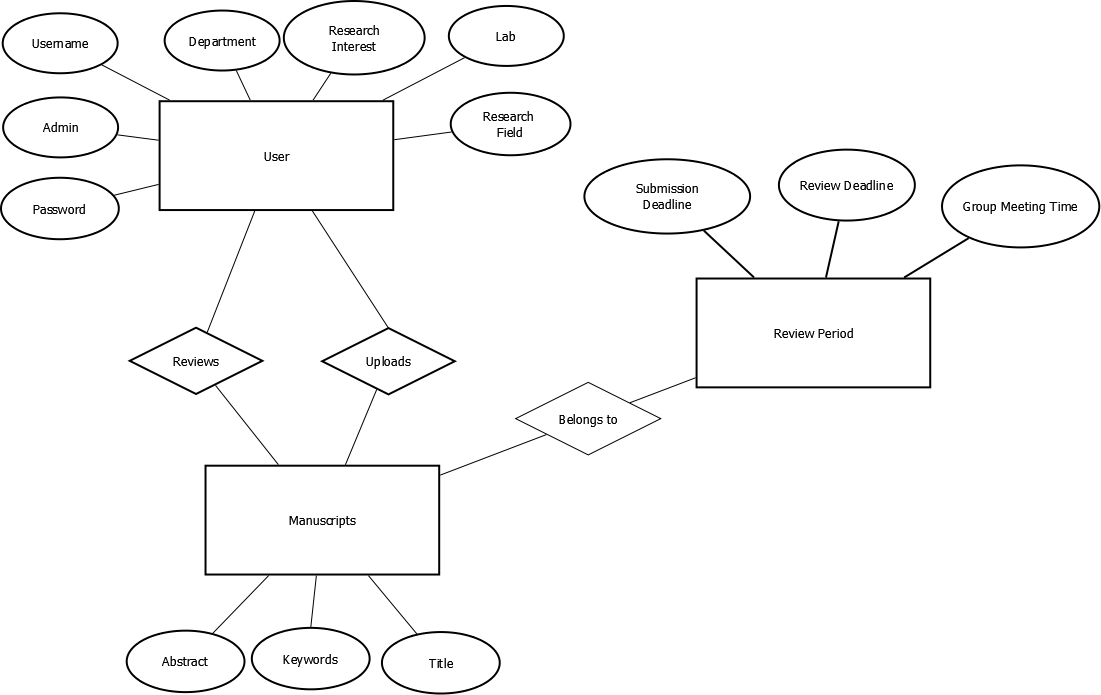 Username
Department
Research
Interest
Lab
Admin
User
Research
Field
Password
Submission
Deadline
Review Deadline
Group Meeting Time
Review Period
Reviews
Uploads
Belongs to
Manuscripts
Abstract
Keywords
Title